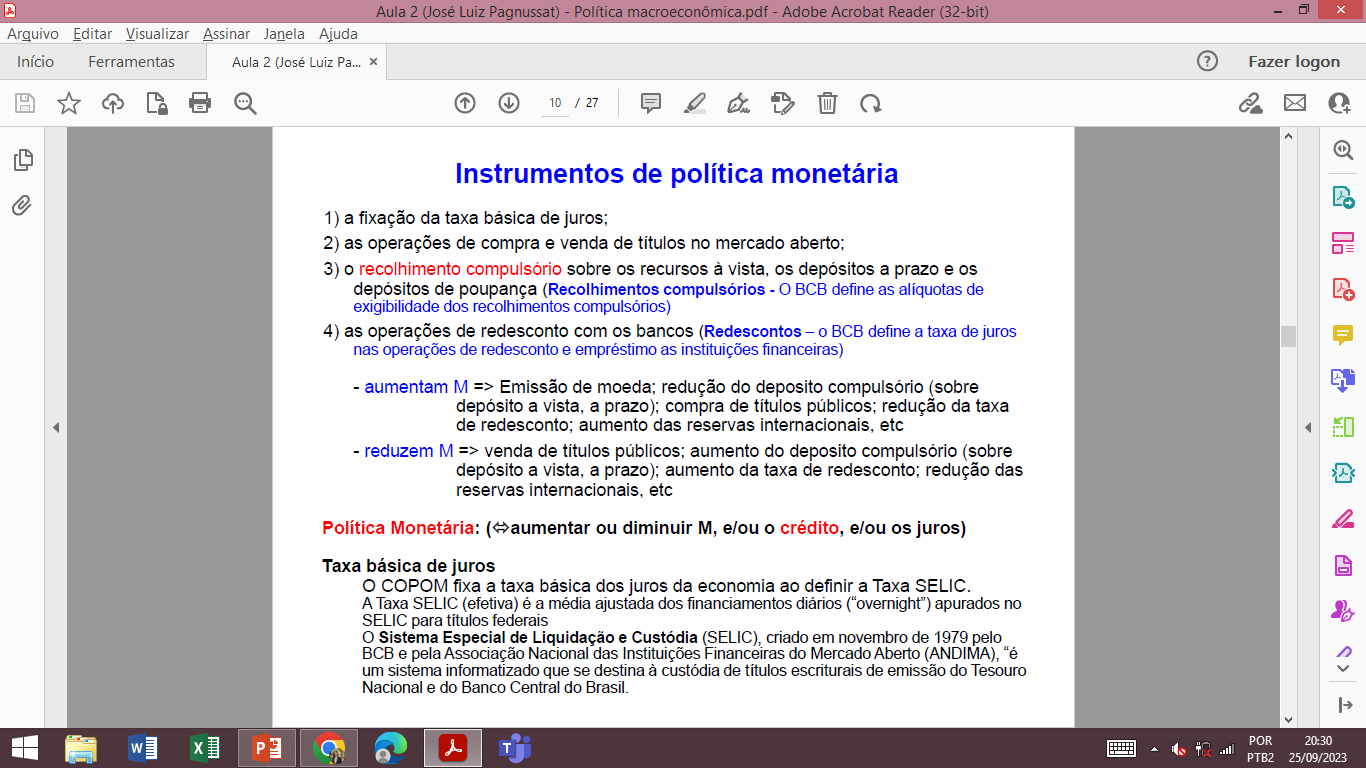 Aula 2 (José Luiz Pagnussat) - Política macroeconômica.pdf - Adobe Acrobat Reader (32-bit)
Arquivo Editar Visualizar Assinar Janela Ajuda
Início Ferramentas Aula 2 (José Luiz Pa... × Fazer logon
10 / 27
Instrumentos de política monetária
1) a fixação da taxa básica de juros;
2) as operações de compra e venda de títulos no mercado aberto;
3) o recolhimento compulsório sobre os recursos à vista, os depósitos a prazo e os
depósitos de poupança (Recolhimentos compulsórios - O BCB define as alíquotas de
exigibilidade dos recolhimentos compulsórios)
4) as operações de redesconto com os bancos (Redescontos – o BCB define a taxa de juros
nas operações de redesconto e empréstimo as instituições financeiras)
- aumentam M => Emissão de moeda; redução do deposito compulsório (sobre
depósito a vista, a prazo); compra de títulos públicos; redução da taxa
de redesconto; aumento das reservas internacionais, etc
- reduzem M => venda de títulos públicos; aumento do deposito compulsório (sobre
depósito a vista, a prazo); aumento da taxa de redesconto; redução das
reservas internacionais, etc
Política Monetária: (⇔aumentar ou diminuir M, e/ou o crédito, e/ou os juros)
Taxa básica de juros
O COPOM fixa a taxa básica dos juros da economia ao definir a Taxa SELIC.
A Taxa SELIC (efetiva) é a média ajustada dos financiamentos diários (“overnight”) apurados no
SELIC para títulos federais
O Sistema Especial de Liquidação e Custódia (SELIC), criado em novembro de 1979 pelo
BCB e pela Associação Nacional das Instituições Financeiras do Mercado Aberto (ANDIMA), “é
um sistema informatizado que se destina à custódia de títulos escriturais de emissão do Tesouro
Nacional e do Banco Central do Brasil.
POR 20:30
PTB2 25/09/2023